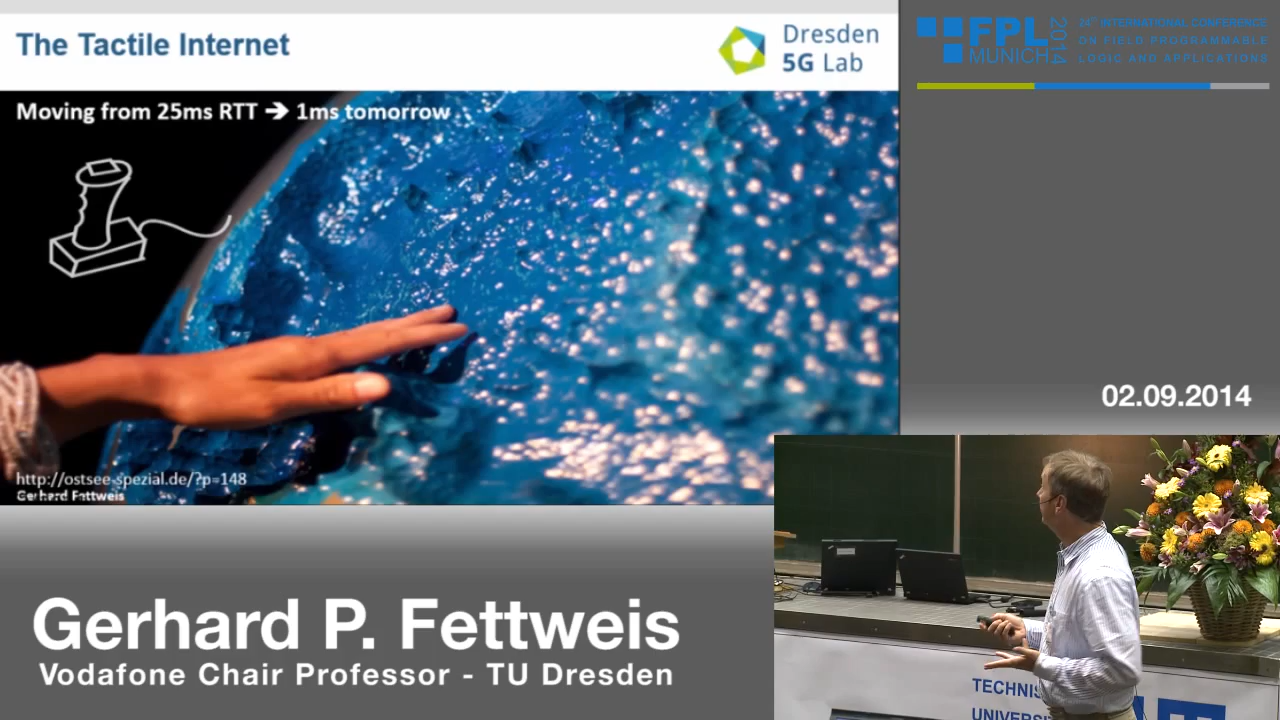 The Tactile Internet
Dresden
5G Lab
Moving from 25ms RTT ➔ 1ms tomorrow
http://ostsee-spezial.de/?p=148
Gerhard Fettweis
FPL
MUNICH
2014
24th INTERNATIONAL CONFERENCE
ON FIELD PROGRAMMABLE
LOGIC AND APPLICATIONS
02.09.2014
Gerhard P. Fettweis
Vodafone Chair Professor - TU Dresden